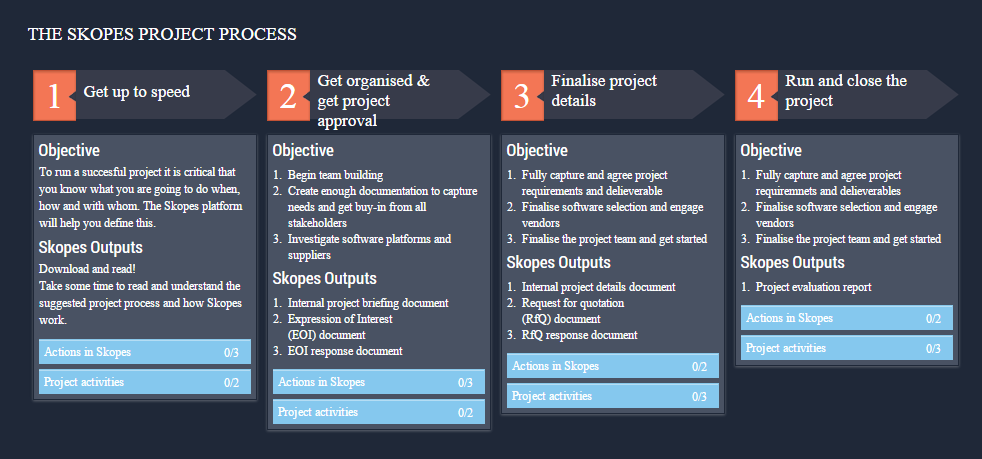 THE SKOPES PROJECT PROCESS
1
Get up to speed
Objective
To run a succesful project it is critical that
you know what you are going to do when,
how and with whom. The Skopes platform
will help you define this.
Skopes Outputs
Download and read!
Take some time to read and understand the
suggested project process and how Skopes
work.
Actions in Skopes 0/3
Project activities 0/2
2
Get organised &
get project
approval
Objective
1. Begin team building
2. Create enough documentation to capture
needs and get buy-in from all
stakeholders
3. Investigate software platforms and
suppliers
Skopes Outputs
1. Internal project briefing document
2. Expression of Interest
(EOI) document
3. EOI response document
Actions in Skopes 0/3
Project activities 0/2
3
Finalise project
details
Objective
1. Fully capture and agree project
requirements and delieverable
2. Finalise software selection and engage
vendors
3. Finalise the project team and get started
Skopes Outputs
1. Internal project details document
2. Request for quotation
(RfQ) document
3. RfQ response document
Actions in Skopes 0/2
Project activities 0/3
4
Run and close the
project
Objective
1. Fully capture and agree project
requiremnets and delieverables
2. Finalise software selection and engage
vendors
3. Finalise the project team and get started
Skopes Outputs
1. Project evaluation report
Actions in Skopes 0/2
Project activities 0/3